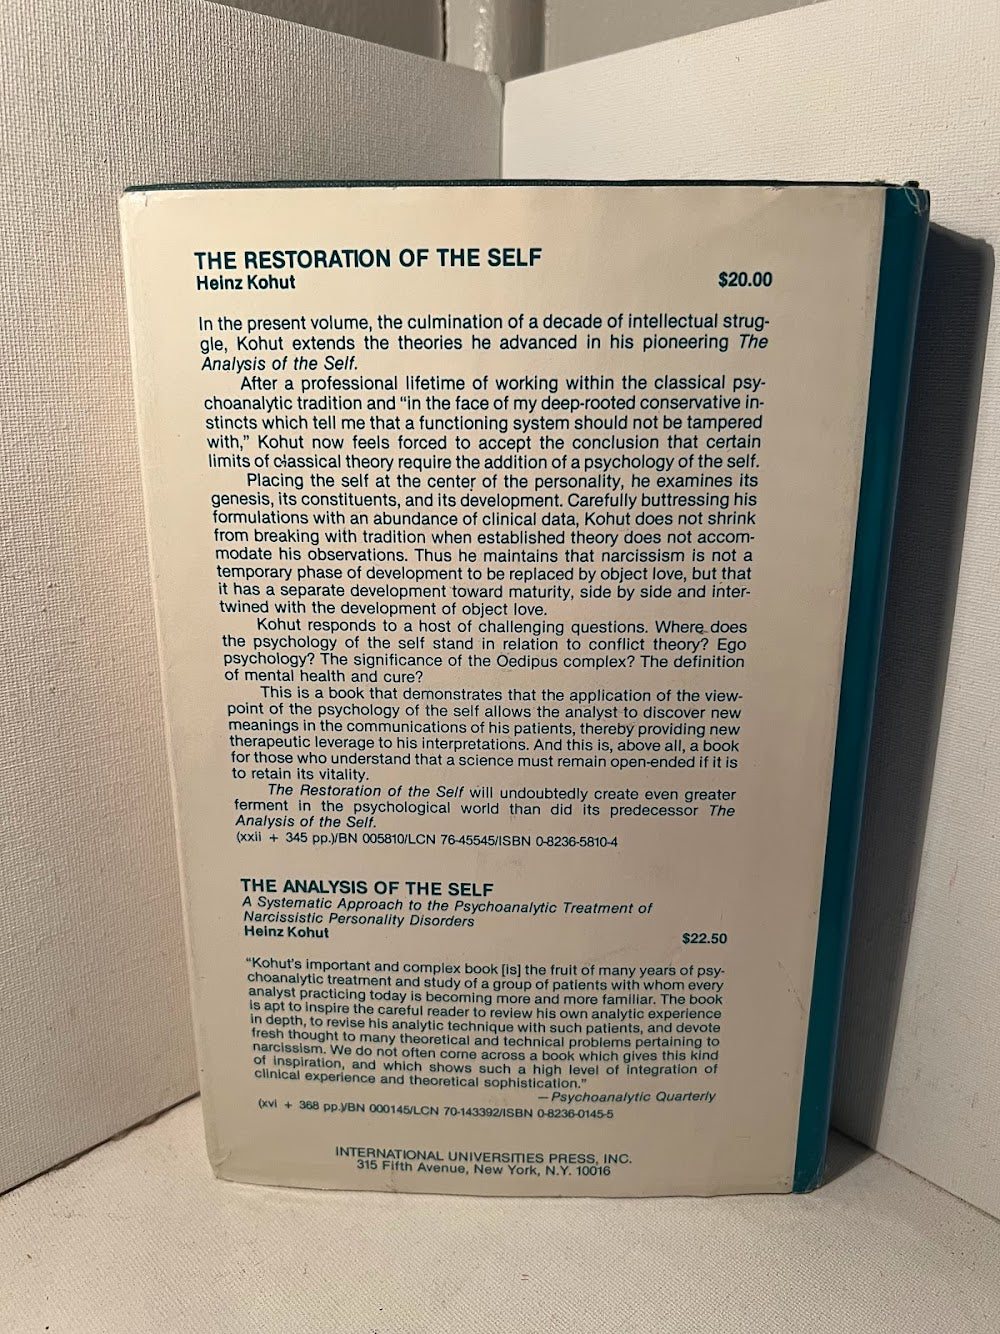 THE RESTORATION OF THE SELF
Heinz Kohut $20.00
In the present volume, the culmination of a decade of intellectual strug-
gle, Kohut extends the theories he advanced in his pioneering The
Analysis of the Self.
After a professional lifetime of working within the classical psy-
choanalytic tradition and “in the face of my deep-rooted conservative in-
stincts which tell me that a functioning system should not be tampered
with,” Kohut now feels forced to accept the conclusion that certain
limits of classical theory require the addition of a psychology of the self.
Placing the self at the center of the personality, he examines its
genesis, its constituents, and its development. Carefully buttressing his
formulations with an abundance of clinical data, Kohut does not shrink
from breaking with tradition when established theory does not accom-
modate his observations. Thus he maintains that narcissism is not a
temporary phase of development to be replaced by object love, but that
it has a separate development toward maturity, side by side and inter-
twined with the development of object love.
Kohut responds to a host of challenging questions. Where does
the psychology of the self stand in relation to conflict theory? Ego
psychology? The significance of the Oedipus complex? The definition
of mental health and cure?
This is a book that demonstrates that the application of the view-
point of the psychology of the self allows the analyst to discover new
meanings in the communications of his patients, thereby providing new
therapeutic leverage to his interpretations. And this is, above all, a book
for those who understand that a science must remain open-ended if it is
to retain its vitality.
The Restoration of the Self will undoubtedly create even greater
ferment in the psychological world than did its predecessor The
Analysis of the Self.
(xxii + 345 pp.)/BN 005810/LCN 76-45545/ISBN 0-8236-5810-4
THE ANALYSIS OF THE SELF
A Systematic Approach to the Psychoanalytic Treatment of
Narcissistic Personality Disorders
Heinz Kohut $22.50
“Kohut's important and complex book [is] the fruit of many years of psy-
choanalytic treatment and study of a group of patients with whom every
analyst practicing today is becoming more and more familiar. The book
is apt to inspire the careful reader to review his own analytic experience
in depth, to revise his analytic technique with such patients, and devote
fresh thought to many theoretical and technical problems pertaining to
narcissism. We do not often come across a book which gives this kind
of inspiration, and which shows such a high level of integration of
clinical experience and theoretical sophistication.”
—Psychoanalytic Quarterly
(xvi + 368 pp.)/BN 000145/LCN 70-143392/ISBN 0-8236-0145-5
INTERNATIONAL UNIVERSITIES PRESS, INC.
315 Fifth Avenue, New York, N.Y. 10016